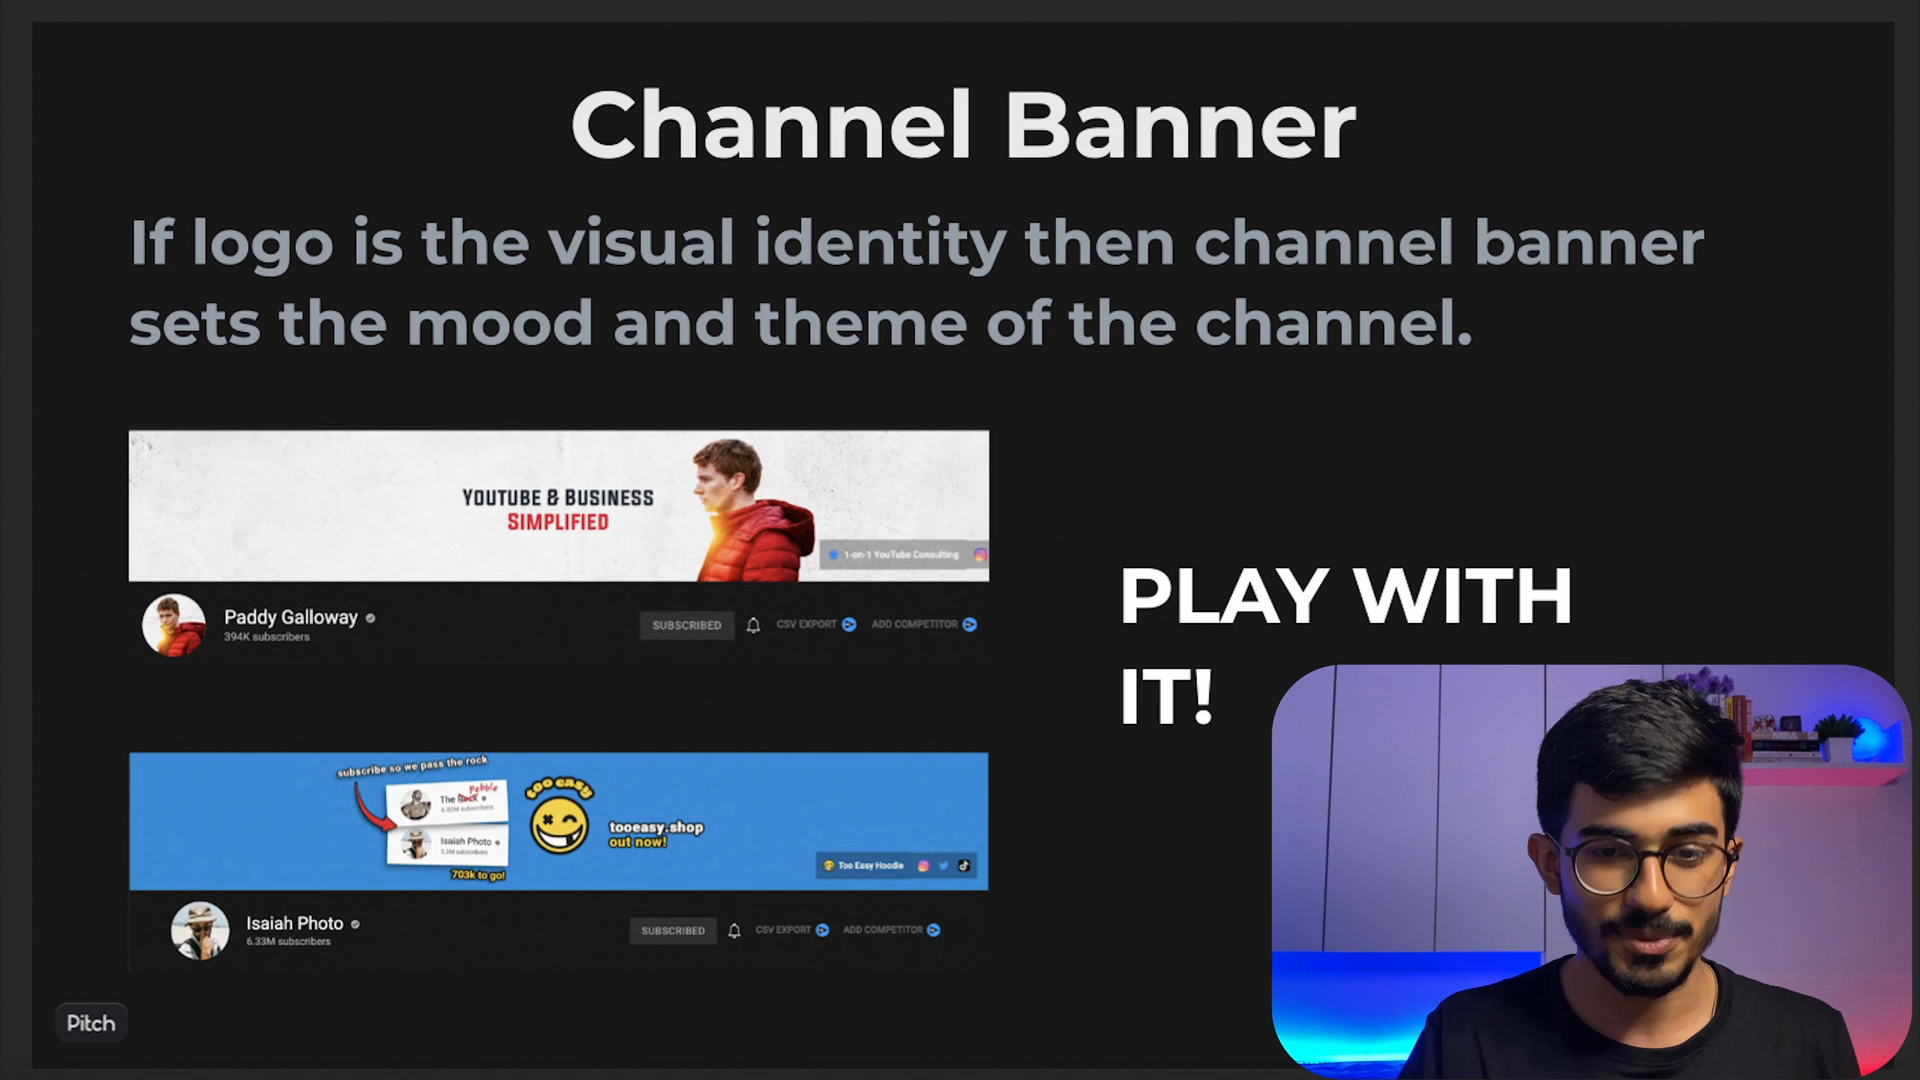 Channel Banner
If logo is the visual identity then channel banner
sets the mood and theme of the channel.
YOUTUBE & BUSINESS
SIMPLIFIED
1-on-1 YouTube Consulting
Paddy Galloway
394K subscribers
SUBSCRIBED
CSV EXPORT
ADD COMPETITOR
PLAY WITH
IT!
subscribe so we pass the rock
The Rock
pebble
Isaiah Photo
703k to go!
too easy
tooeasy.shop
out now!
Too Easy Hoodie
Isaiah Photo
6.33M subscribers
SUBSCRIBED
CSV EXPORT
ADD COMPETITOR
Pitch